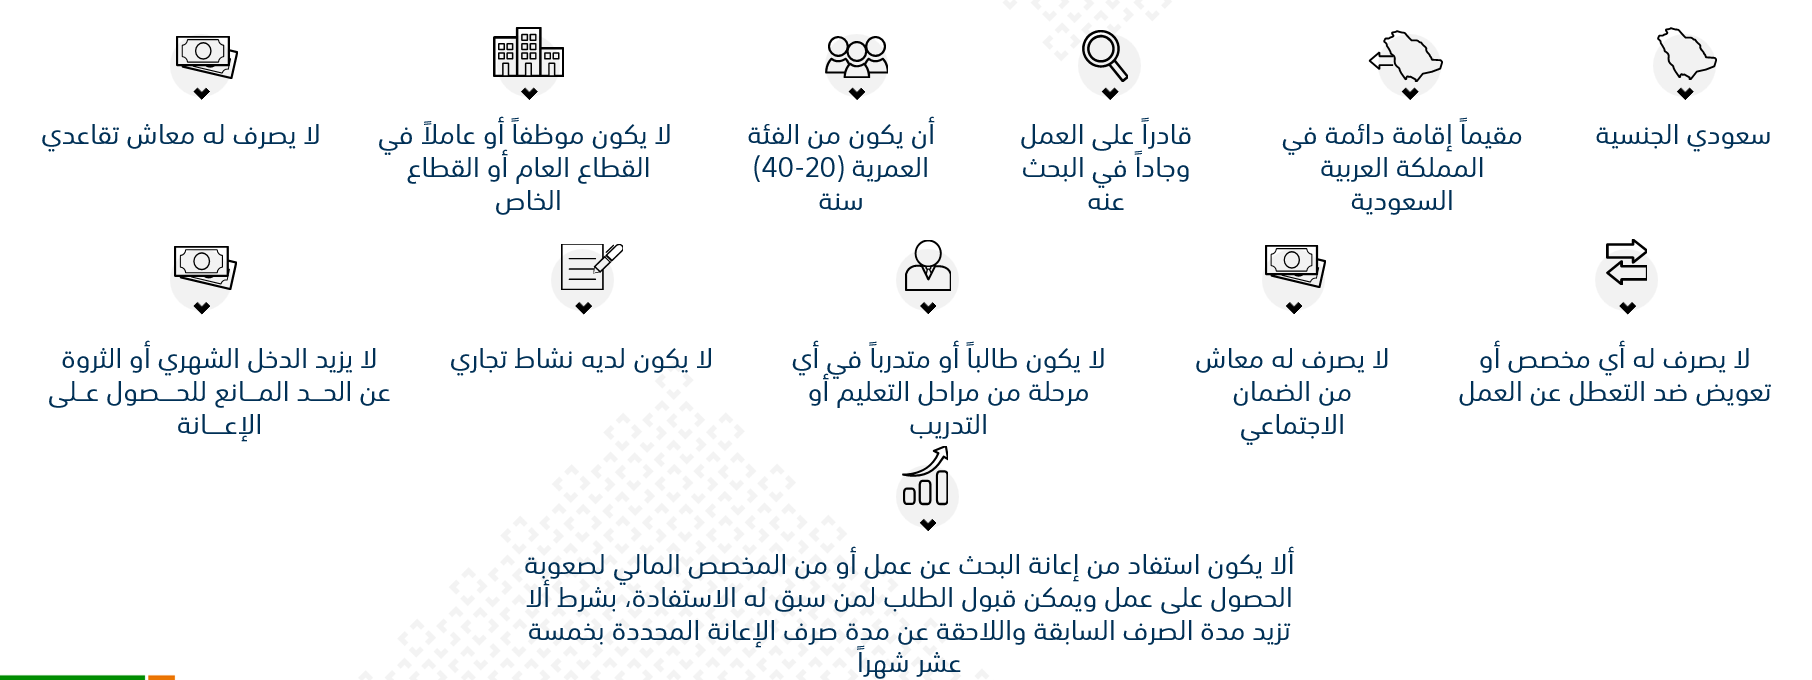 سعودي الجنسية
مقيماً إقامة دائمة في
المملكة العربية
السعودية
قادراً على العمل
وجاداً في البحث
عنه
أن يكون من الفئة
العمرية (20-40)
سنة
لا يكون موظفاً أو عاملاً في
القطاع العام أو القطاع
الخاص
لا يصرف له معاش تقاعدي
لا يصرف له أي مخصص أو
تعويض ضد التعطل عن العمل
لا يصرف له معاش
من الضمان
الاجتماعي
لا يكون طالباً أو متدرباً في أي
مرحلة من مراحل التعليم أو
التدريب
لا يكون لديه نشاط تجاري
لا يزيد الدخل الشهري أو الثروة
عن الحـــد المــانع للحـــصول عــلى
الإعـــانة
ألا يكون استفاد من إعانة البحث عن عمل أو من المخصص المالي لصعوبة
الحصول على عمل ويمكن قبول الطلب لمن سبق له الاستفادة، بشرط ألا
تزيد مدة الصرف السابقة واللاحقة عن مدة صرف الإعانة المحددة بخمسة
عشر شهراً